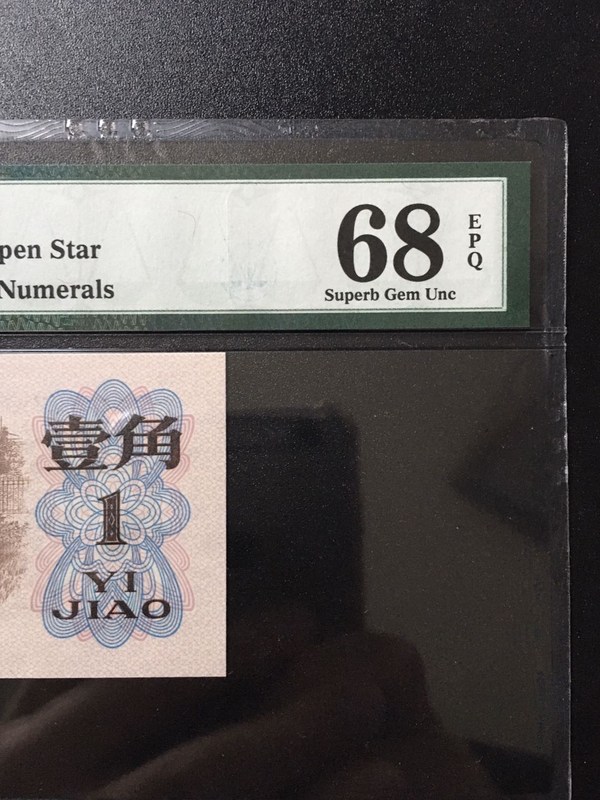 pen Star
Numerals
68
EPQ
Superb Gem Unc
壹角
1
YI
JIAO